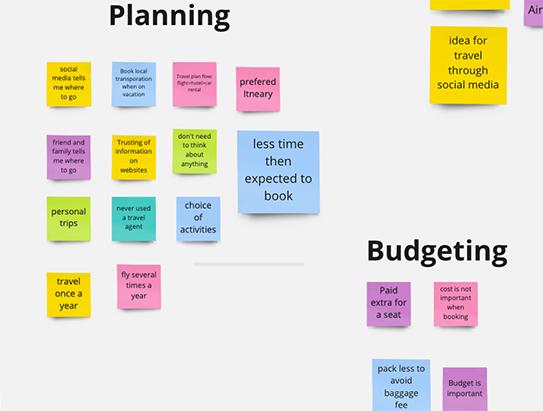 Planning
social
media tells
me where
to go
Book local
transporation
when on
vacation
Travel plan flow:
flight+hotel+car
rental
prefered
Itneary
friend and
family tells
me where
to go
Trusting of
information
on
websites
don't need
to think
about
anything
less time
then
expected to
book
personal
trips
never used
a travel
agent
choice
of
activities
travel
once a
year
fly several
times a
year
Air
idea for
travel
through
social media
Budgeting
Paid
extra for
a seat
cost is not
important
when
booking
pack less to
avoid
baggage
fee
Budget is
important